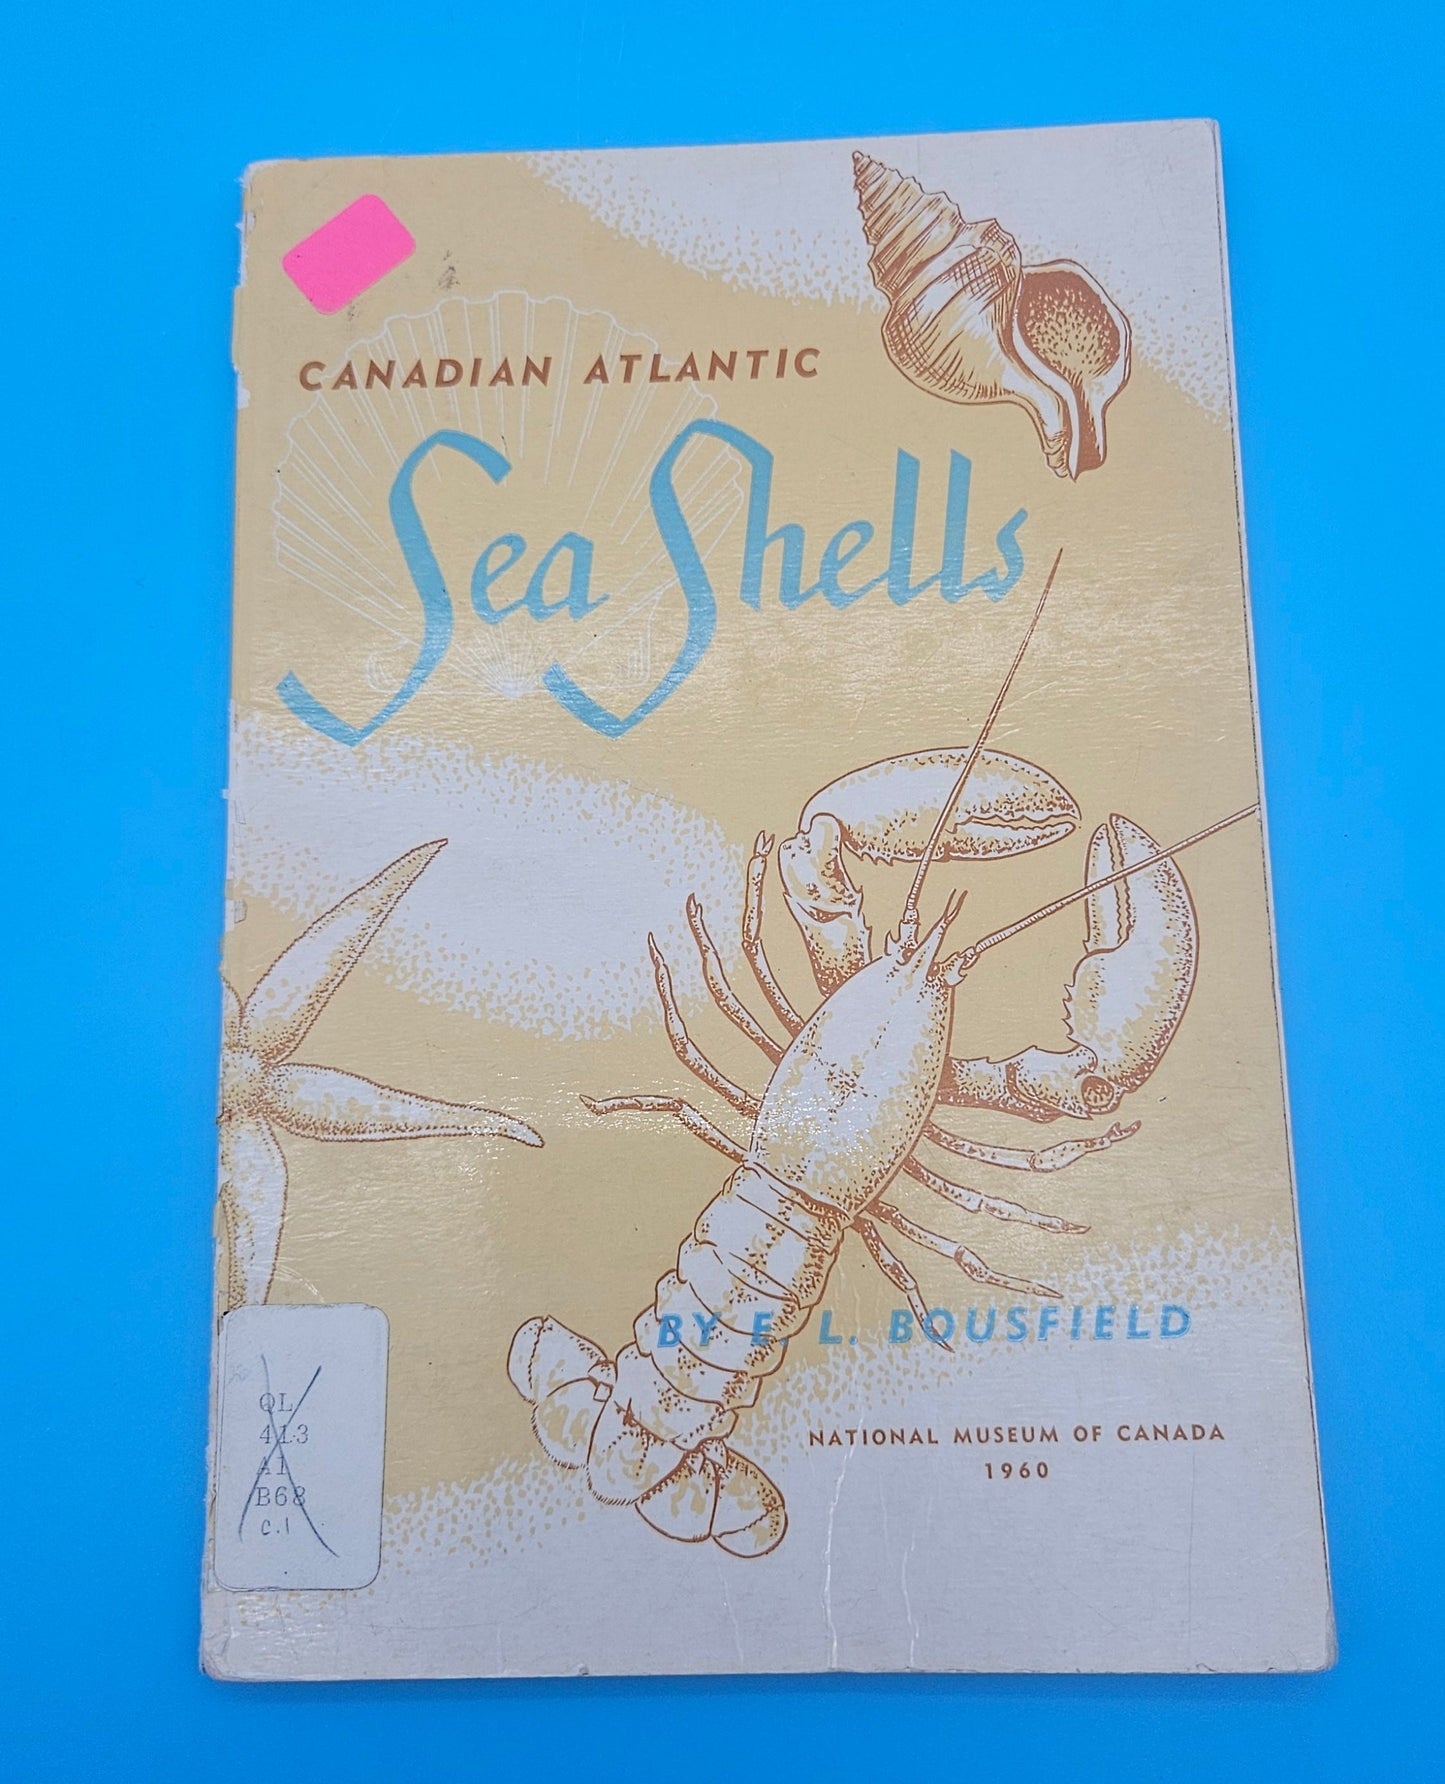 CANADIAN ATLANTIC
Sea Shells
BY E. L. BOUSFIELD
NATIONAL MUSEUM OF CANADA
1960
QL
413
A1
B68
c.1